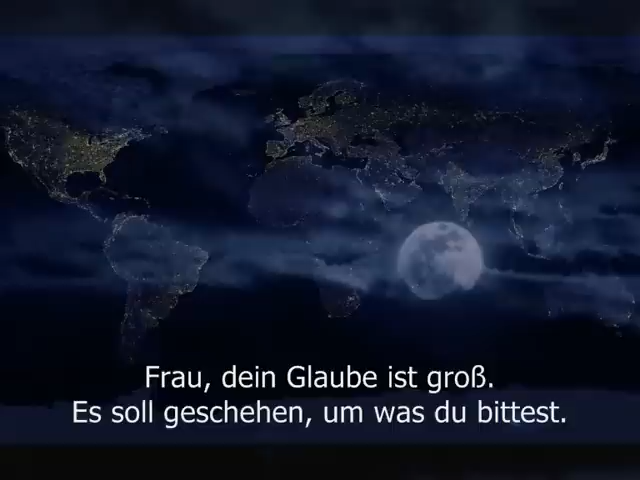 Frau, dein Glaube ist groß.
Es soll geschehen, um was du bittest.